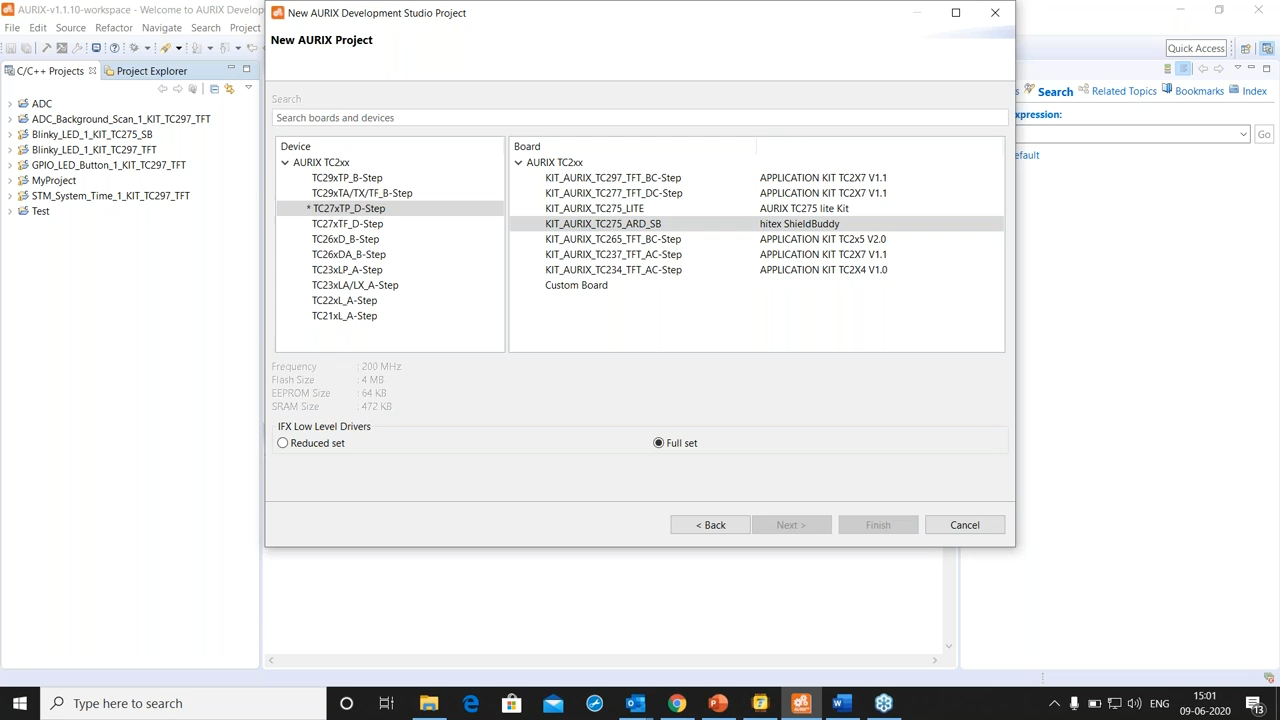 AURIX-v1.1.10-workspace - Welcome to AURIX Develop
File Edit Source Refactor Navigate Search Project
Quick Access
C/C++ Projects Project Explorer
ADC
ADC_Background_Scan_1_KIT_TC297_TFT
Blinky_LED_1_KIT_TC275_SB
Blinky_LED_1_KIT_TC297_TFT
GPIO_LED_Button_1_KIT_TC297_TFT
MyProject
STM_System_Time_1_KIT_TC297_TFT
Test
New AURIX Development Studio Project
New AURIX Project
Search
Search boards and devices
Device
AURIX TC2xx
TC29xTP_B-Step
TC29xTA/TX/TF_B-Step
* TC27xTP_D-Step
TC27xTF_D-Step
TC26xD_B-Step
TC26xDA_B-Step
TC23xLP_A-Step
TC23xLA/LX_A-Step
TC22xL_A-Step
TC21xL_A-Step
Board
AURIX TC2xx
KIT_AURIX_TC297_TFT_BC-Step APPLICATION KIT TC2X7 V1.1
KIT_AURIX_TC277_TFT_DC-Step APPLICATION KIT TC2X7 V1.1
KIT_AURIX_TC275_LITE AURIX TC275 lite Kit
KIT_AURIX_TC275_ARD_SB hitex ShieldBuddy
KIT_AURIX_TC265_TFT_BC-Step APPLICATION KIT TC2x5 V2.0
KIT_AURIX_TC237_TFT_AC-Step APPLICATION KIT TC2X7 V1.1
KIT_AURIX_TC234_TFT_AC-Step APPLICATION KIT TC2X4 V1.0
Custom Board
Frequency : 200 MHz
Flash Size : 4 MB
EEPROM Size : 64 KB
SRAM Size : 472 KB
IFX Low Level Drivers
Reduced set Full set
< Back Next > Finish Cancel
s Search Related Topics Bookmarks Index
xpression:
Go
efault
Type here to search
ENG
15:01
09-06-2020
13